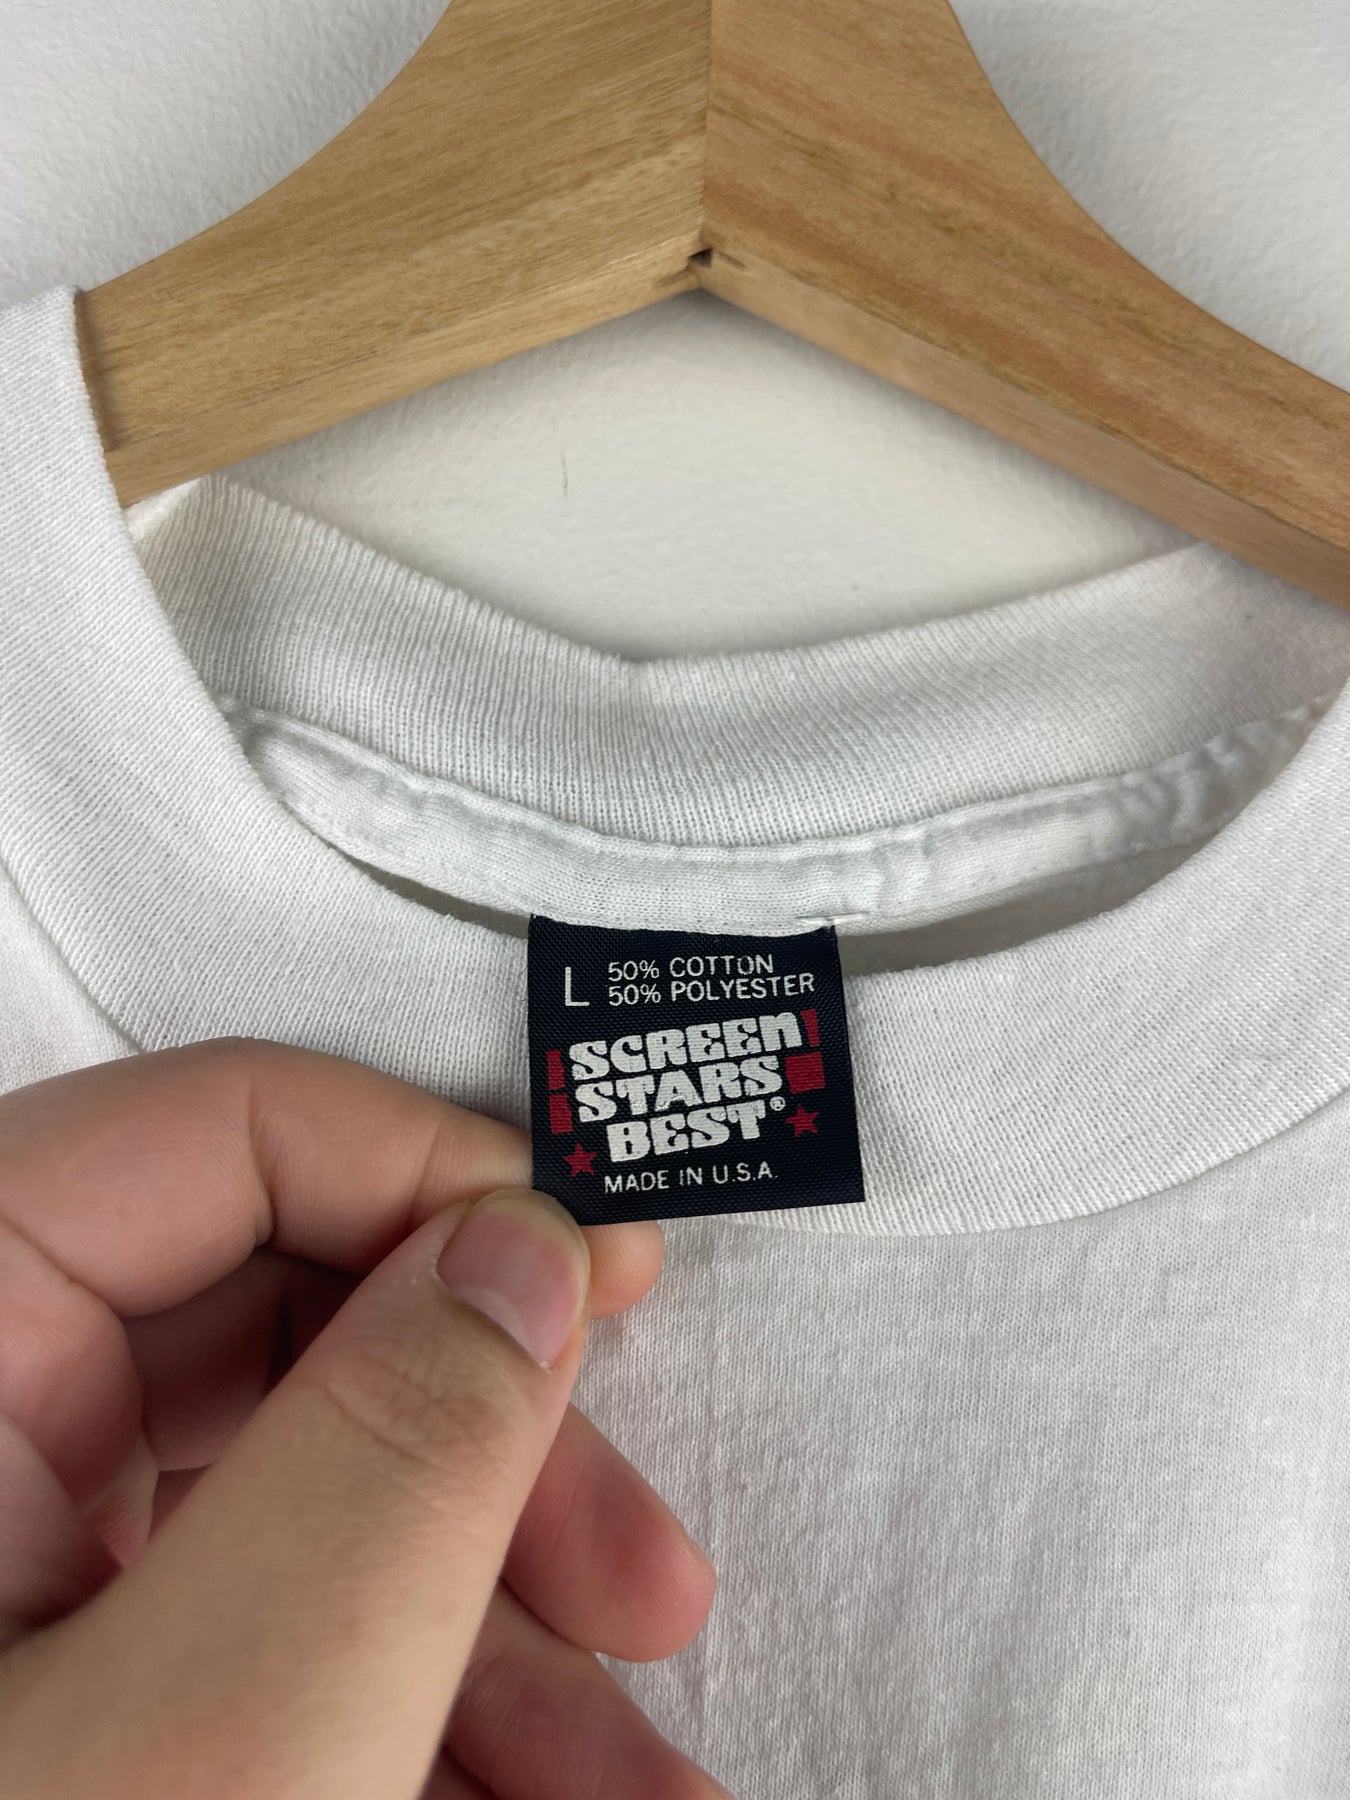 L 50% COTTON
50% POLYESTER
SCREEN
STARS
BEST®
MADE IN U.S.A.